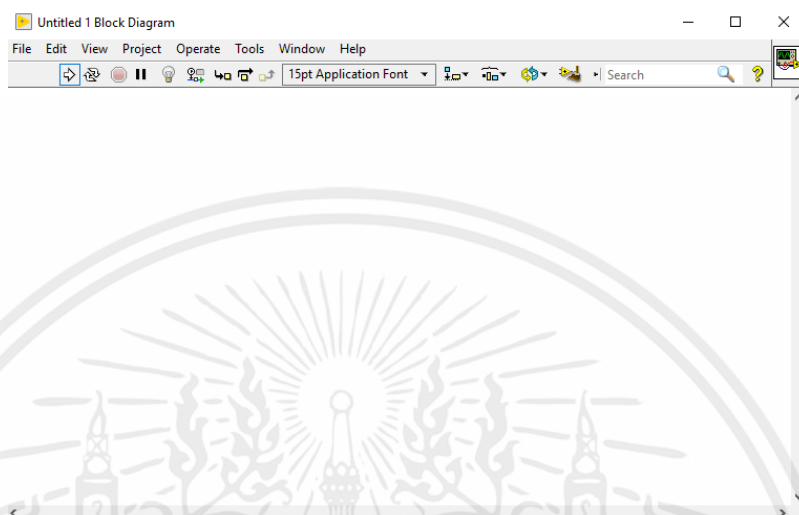 Untitled 1 Block Diagram
File Edit View Project Operate Tools Window Help
15pt Application Font Search